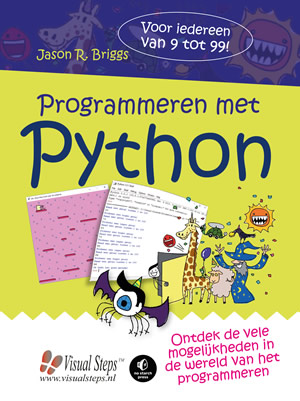 Voor iedereen
Van 9 tot 99!
Jason R. Briggs
Programmeren met
Python
Ontdek de vele
mogelijkheden in
de wereld van het
programmeren
Visual Steps™
www.visualsteps.nl
no starch
press